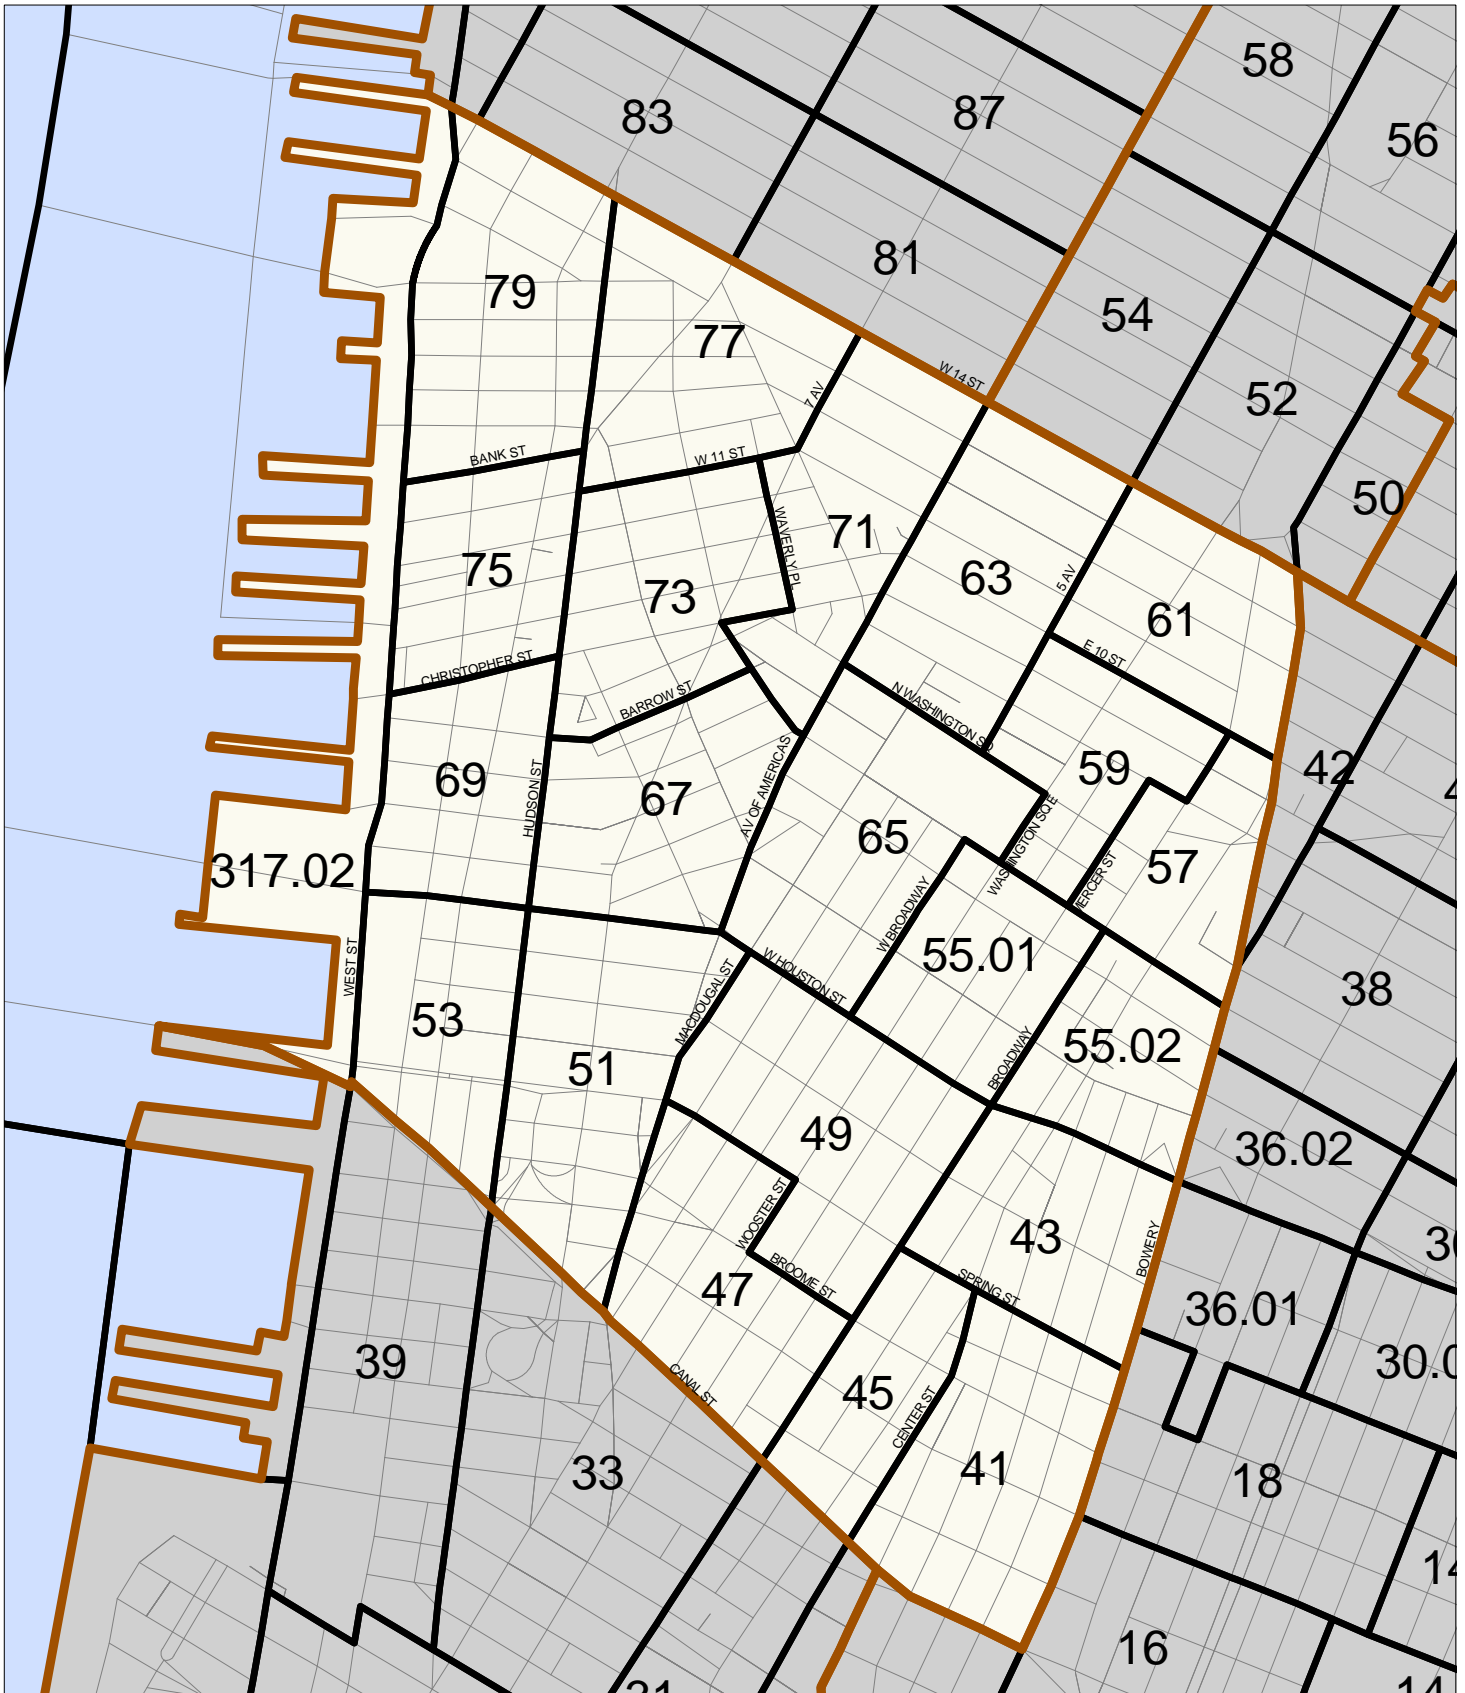 58
83
87
56
81
79
54
77
W 14 ST
7 AV
52
BANK ST
W 11 ST
50
WAVERLY PL
71
75
73
63
5 AV
61
E 10 ST
CHRISTOPHER ST
BARROW ST
N WASHINGTON SQ
42
59
69
HUDSON ST
67
AV OF AMERICAS
65
WASHINGTON SQ E
317.02
MERCER ST
57
W BROADWAY
55.01
WEST ST
MACDOUGAL ST
W HOUSTON ST
38
53
51
BROADWAY
55.02
49
36.02
WOOSTER ST
43
BOWERY
47
BROOME ST
SPRING ST
36.01
39
30.0
CANAL ST
45
CENTER ST
33
41
18
14
16